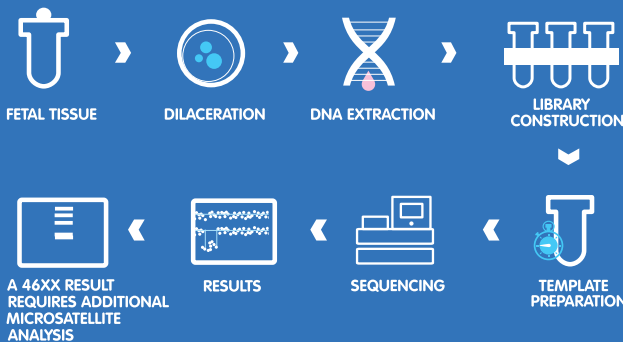 FETAL TISSUE
DILACERATION
DNA EXTRACTION
LIBRARY
CONSTRUCTION
TEMPLATE
PREPARATION
SEQUENCING
RESULTS
A 46XX RESULT
REQUIRES ADDITIONAL
MICROSATELLITE
ANALYSIS